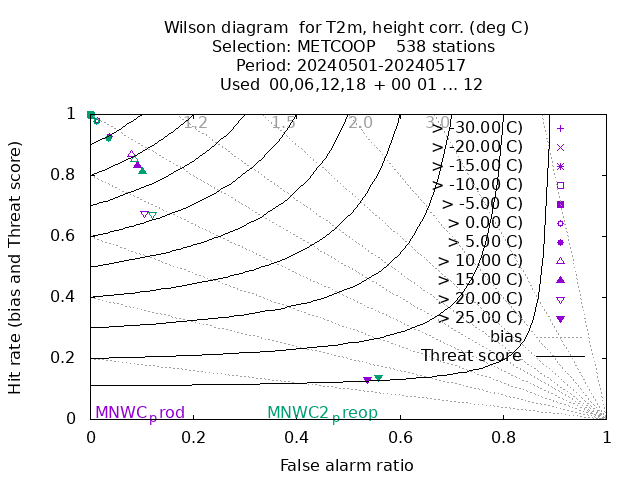 Wilson diagram  for T2m, height corr. (deg C)
Selection: METCOOP    538 stations
Period: 20240501-20240517
Used  00,06,12,18  + 00 01 ... 12
1.2 1.5 2.0 3.0
> -30.00 C)
> -20.00 C)
> -15.00 C)
> -10.00 C)
> -5.00 C)
> 0.00 C)
> 5.00 C)
> 10.00 C)
> 15.00 C)
> 20.00 C)
> 25.00 C)
bias
Threat score
Hit rate (bias and Threat score)
1
0.8
0.6
0.4
0.2
0
MNWCprod MNWC2preop
0 0.2 0.4 0.6 0.8 1
False alarm ratio